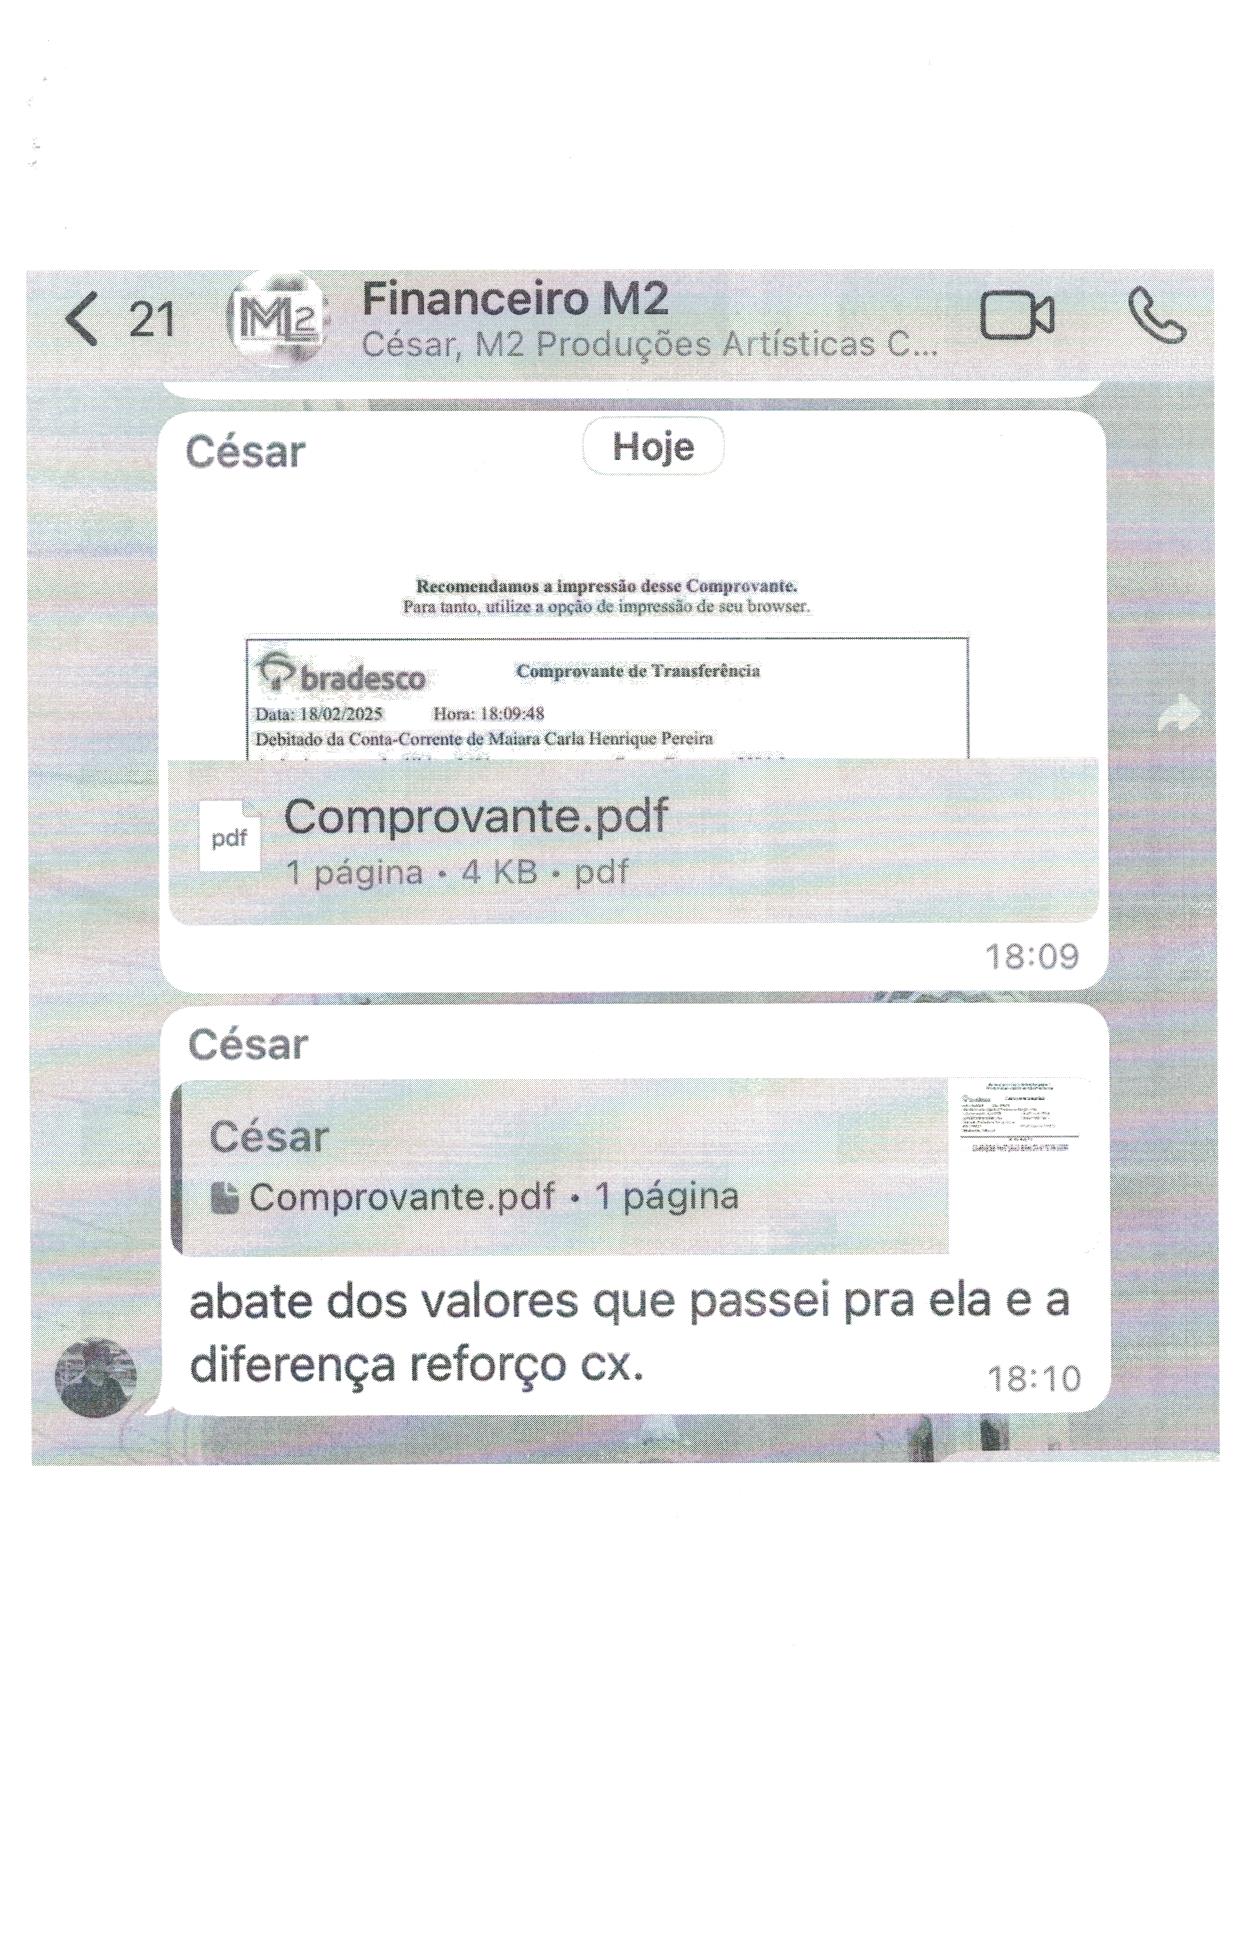 21
M2
Financeiro M2
César, M2 Produções Artísticas C...
César
Hoje
Recomendamos a impressão desse Comprovante.
Para tanto, utilize a opção de impressão de seu browser.
bradesco
Comprovante de Transferência
Data: 18/02/2025 Hora: 18:09:48
Debitado da Conta-Corrente de Maiara Carla Henrique Pereira
pdf
Comprovante.pdf
1 página • 4 KB • pdf
18:09
César
César
Comprovante.pdf • 1 página
abate dos valores que passei pra ela e a
diferença reforço cx.
18:10